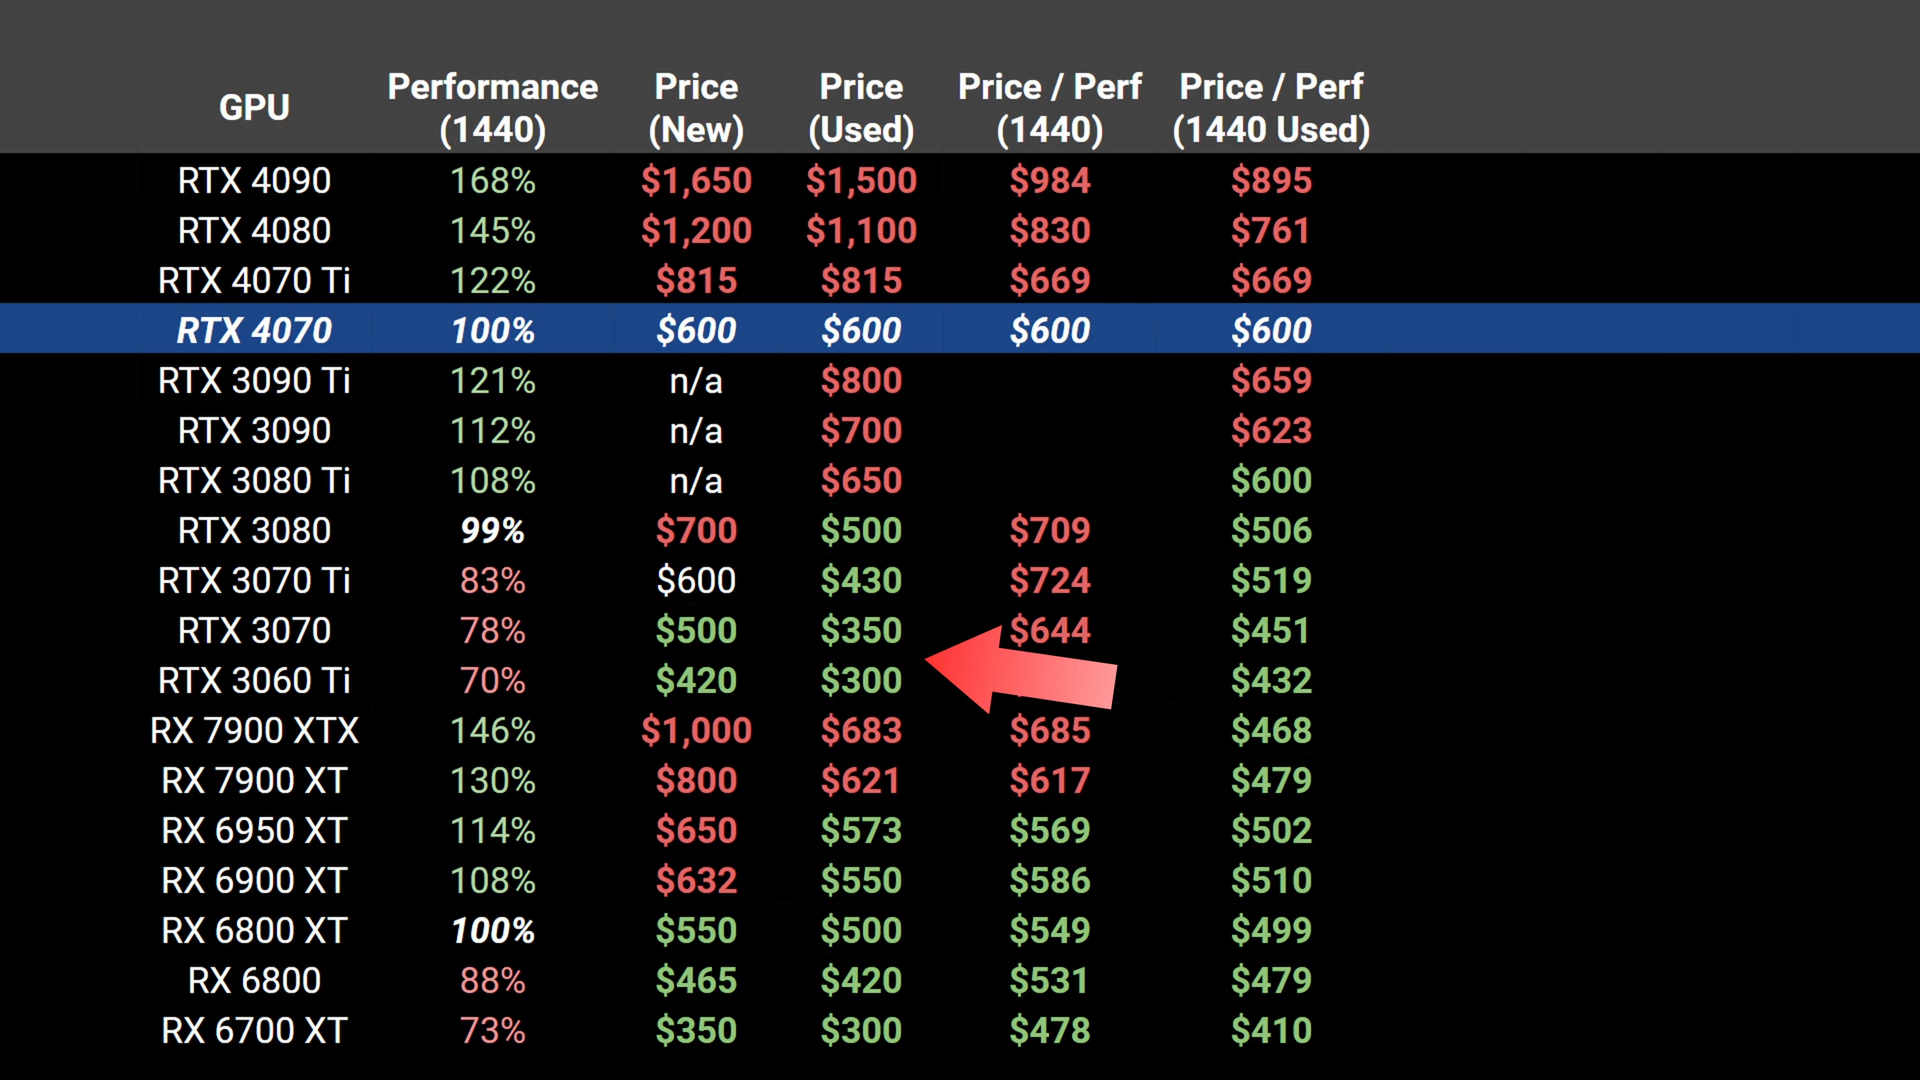 GPU Performance (1440) Price (New) Price (Used) Price / Perf (1440) Price / Perf (1440 Used)
RTX 4090 168% $1,650 $1,500 $984 $895
RTX 4080 145% $1,200 $1,100 $830 $761
RTX 4070 Ti 122% $815 $815 $669 $669
RTX 4070 100% $600 $600 $600 $600
RTX 3090 Ti 121% n/a $800 $659
RTX 3090 112% n/a $700 $623
RTX 3080 Ti 108% n/a $650 $600
RTX 3080 99% $700 $500 $709 $506
RTX 3070 Ti 83% $600 $430 $724 $519
RTX 3070 78% $500 $350 $644 $451
RTX 3060 Ti 70% $420 $300 $432
RX 7900 XTX 146% $1,000 $683 $685 $468
RX 7900 XT 130% $800 $621 $617 $479
RX 6950 XT 114% $650 $573 $569 $502
RX 6900 XT 108% $632 $550 $586 $510
RX 6800 XT 100% $550 $500 $549 $499
RX 6800 88% $465 $420 $531 $479
RX 6700 XT 73% $350 $300 $478 $410